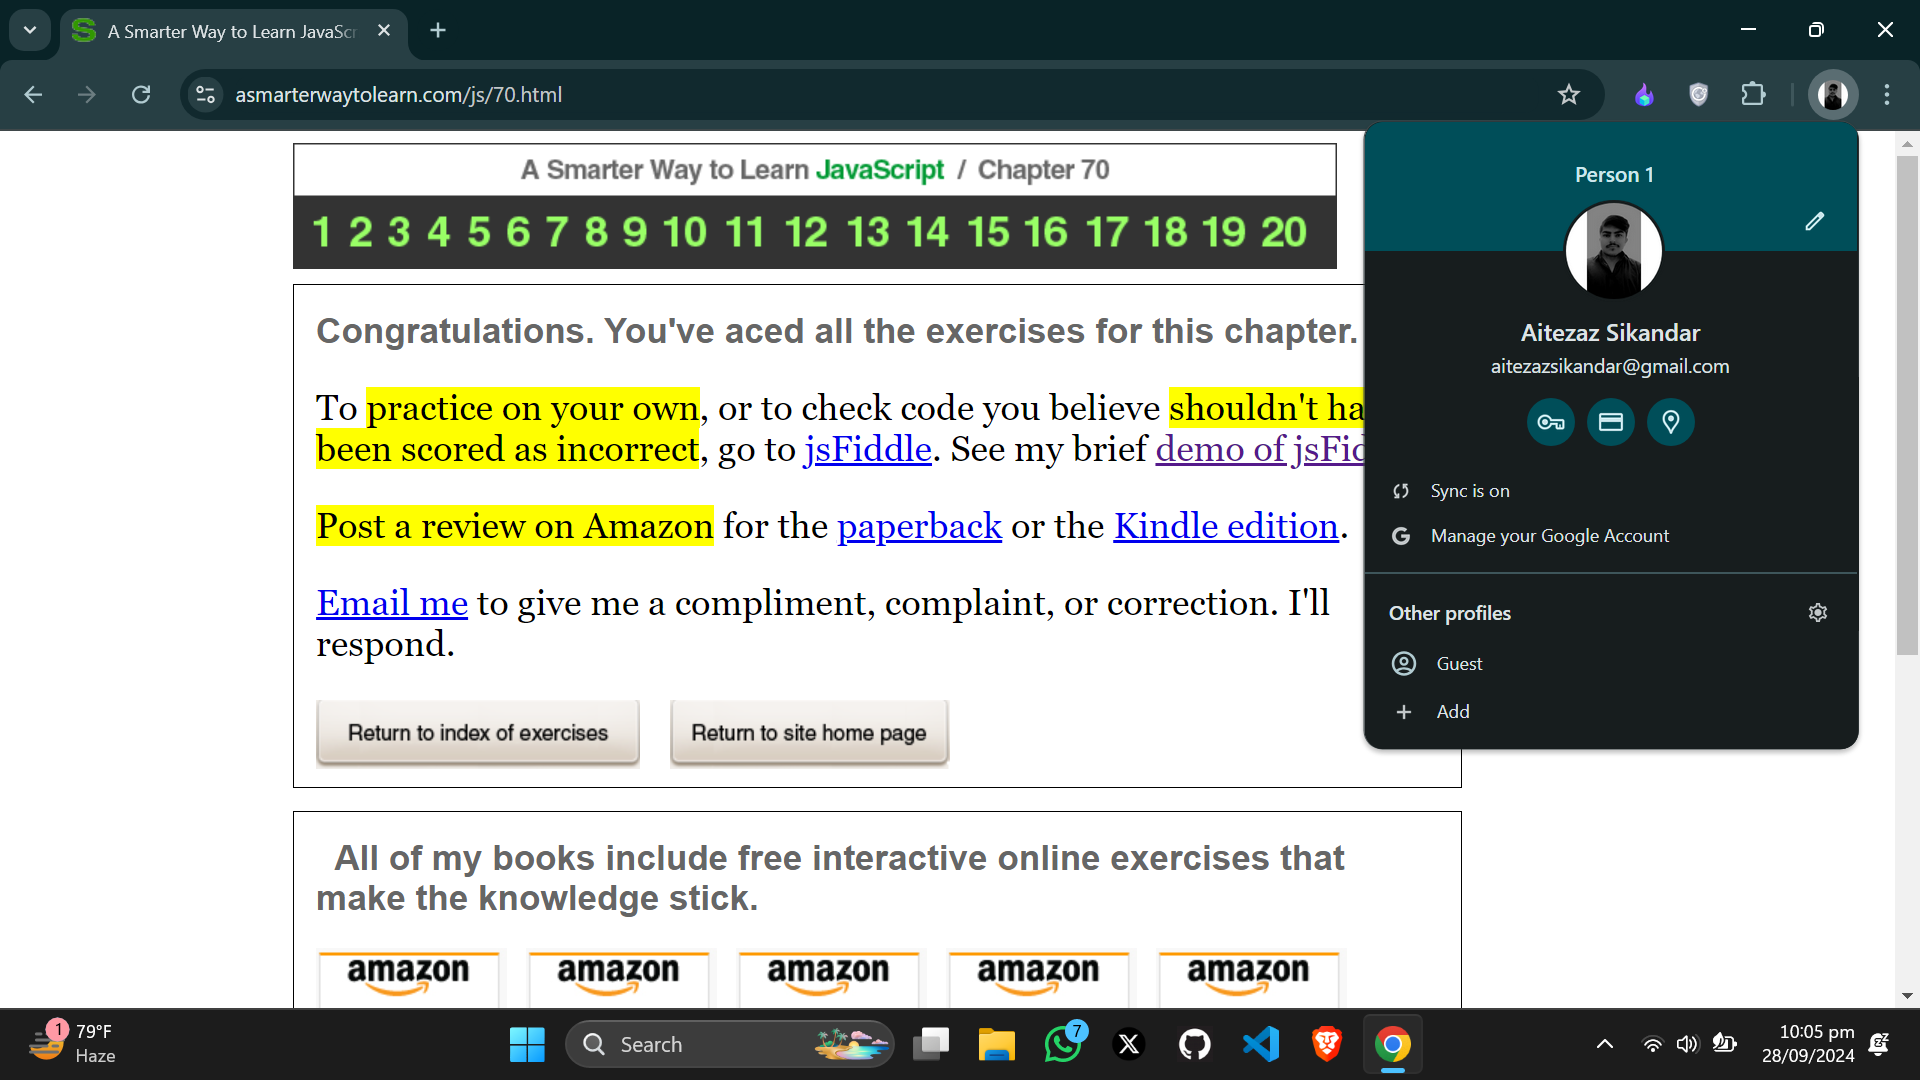 A Smarter Way to Learn JavaScr
asmarterwaytolearn.com/js/70.html
A Smarter Way to Learn JavaScript / Chapter 70
1 2 3 4 5 6 7 8 9 10 11 12 13 14 15 16 17 18 19 20
Congratulations. You've aced all the exercises for this chapter.
To practice on your own, or to check code you believe shouldn't ha
been scored as incorrect, go to jsFiddle. See my brief demo of jsFid
Post a review on Amazon for the paperback or the Kindle edition.
Email me to give me a compliment, complaint, or correction. I'll
respond.
Return to index of exercises
Return to site home page
All of my books include free interactive online exercises that
make the knowledge stick.
amazon amazon amazon amazon amazon
Person 1
Aitezaz Sikandar
aitezazsikandar@gmail.com
Sync is on
Manage your Google Account
Other profiles
Guest
Add
1
79°F
Haze
Search
7
10:05 pm
28/09/2024